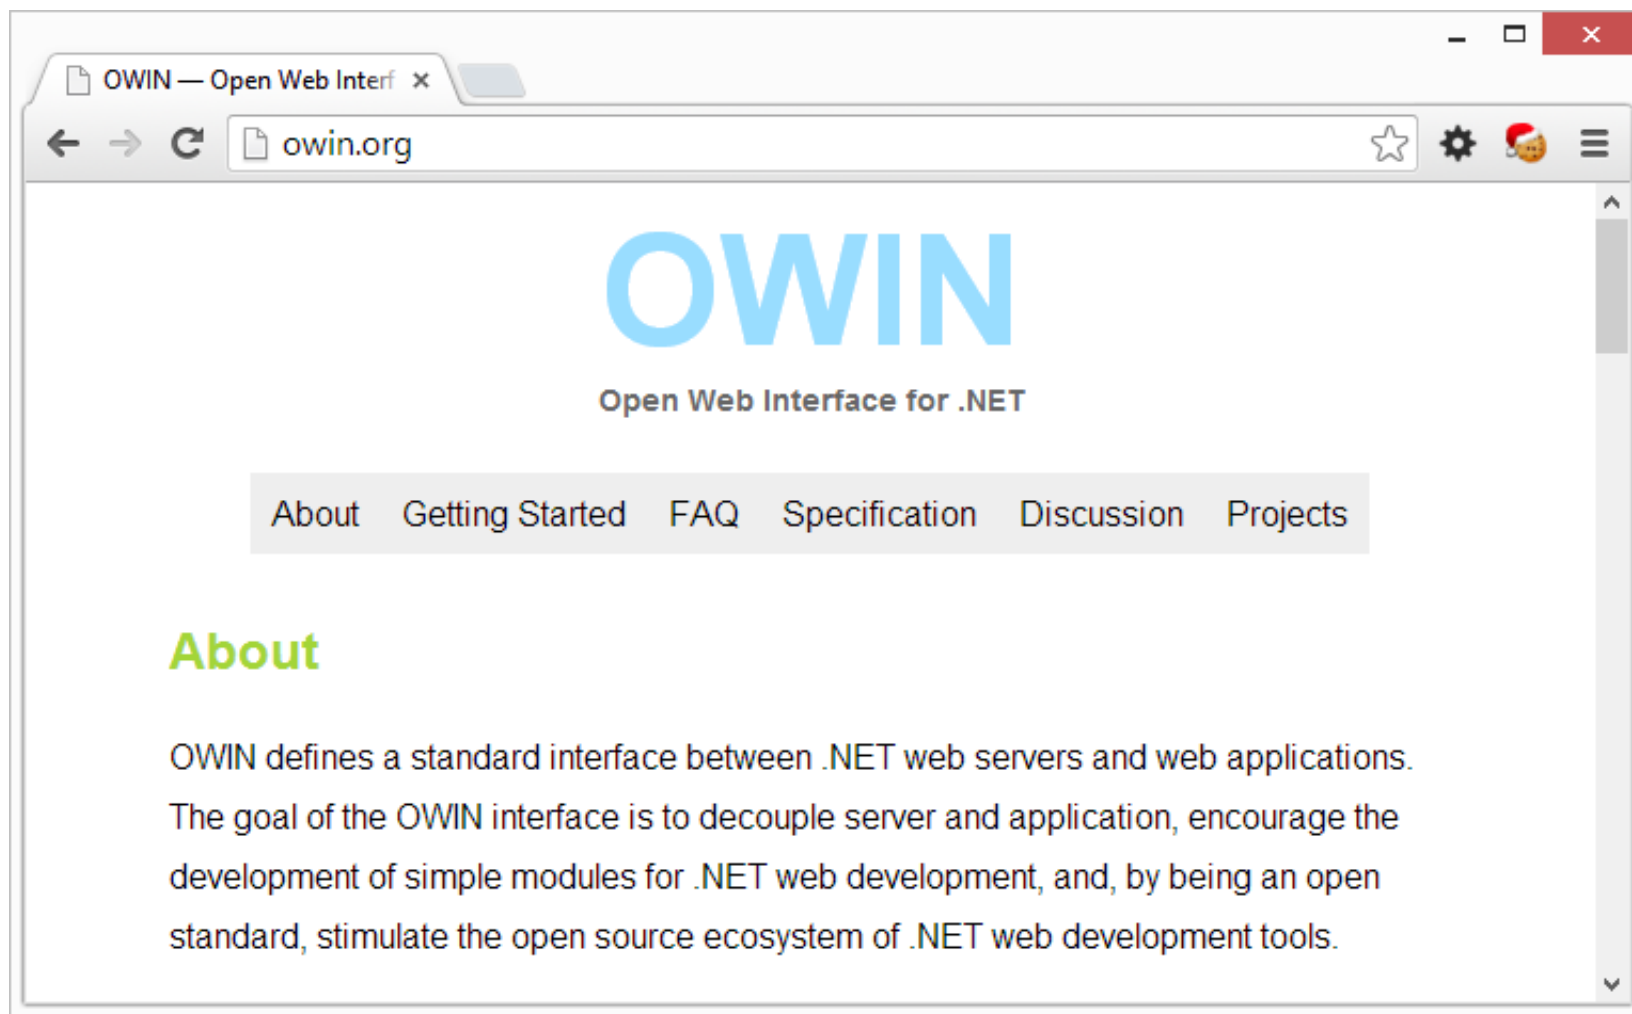 OWIN — Open Web Interf
owin.org
OWIN
Open Web Interface for .NET
About Getting Started FAQ Specification Discussion Projects
About
OWIN defines a standard interface between .NET web servers and web applications.
The goal of the OWIN interface is to decouple server and application, encourage the
development of simple modules for .NET web development, and, by being an open
standard, stimulate the open source ecosystem of .NET web development tools.